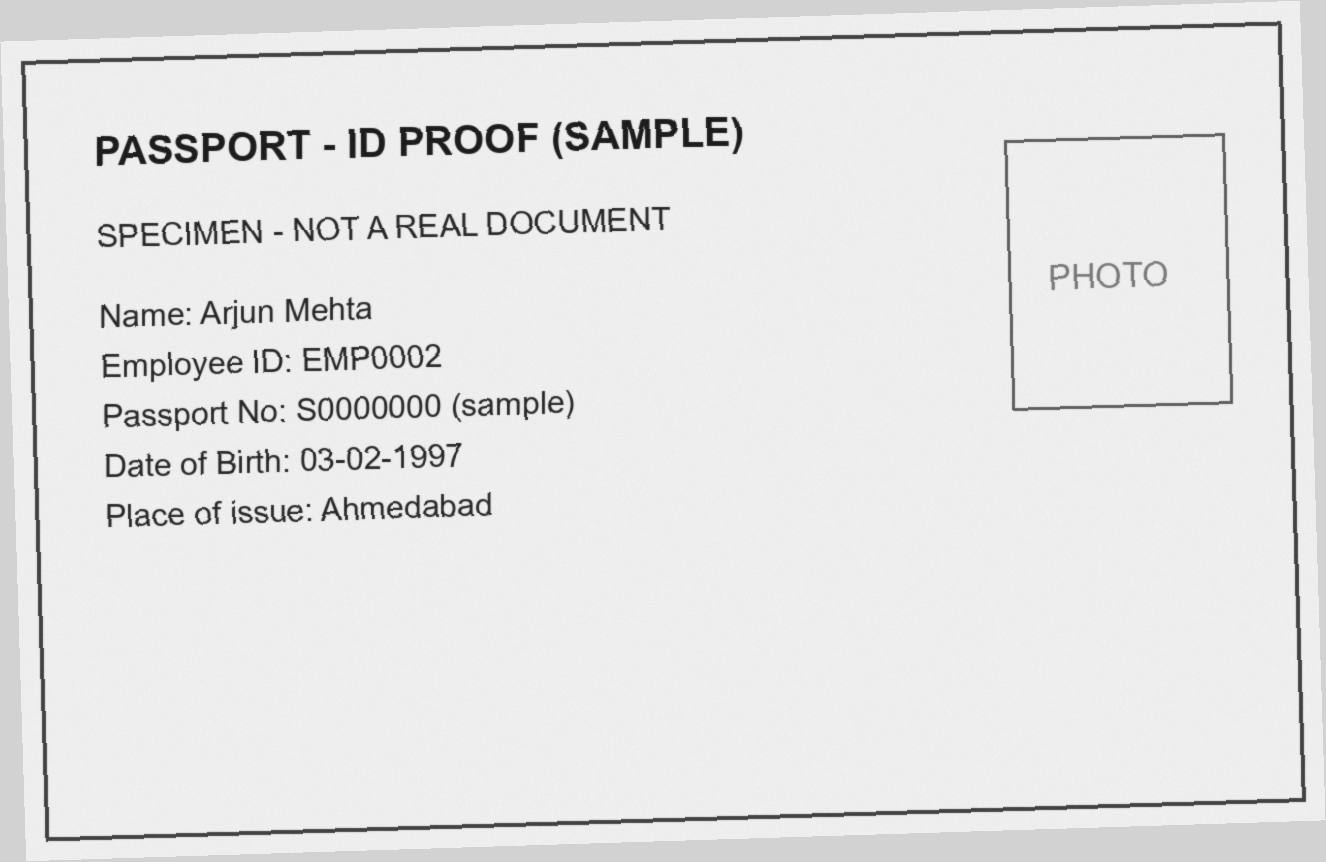 PASSPORT - ID PROOF (SAMPLE)
SPECIMEN - NOT A REAL DOCUMENT
PHOTO
Name: Arjun Mehta
Employee ID: EMP0002
Passport No: S0000000 (sample)
Date of Birth: 03-02-1997
Place of issue: Ahmedabad